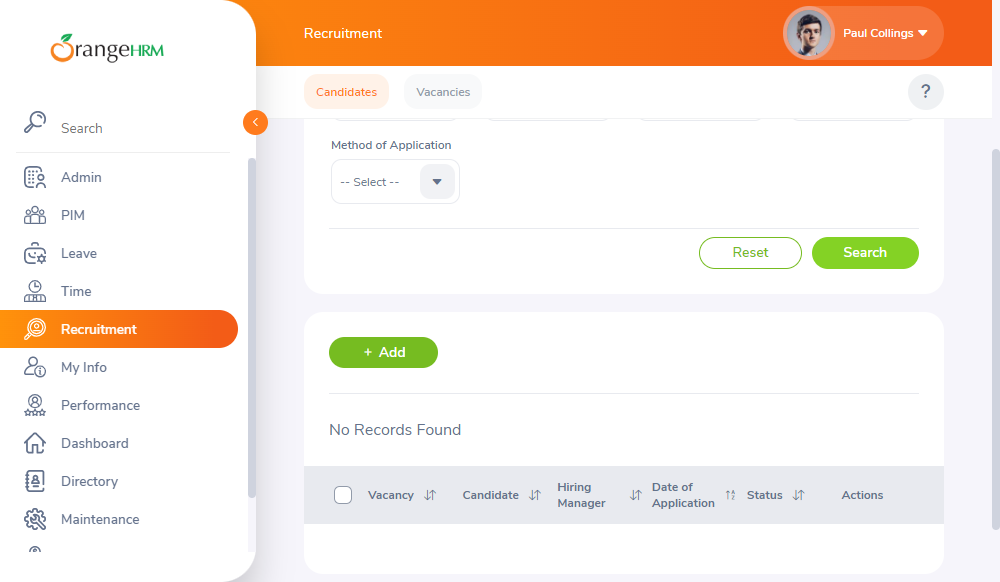 OrangeHRM
Recruitment
Paul Collings
Candidates
Vacancies
?
Search
Admin
PIM
Leave
Time
Recruitment
My Info
Performance
Dashboard
Directory
Maintenance
Method of Application
-- Select --
Reset
Search
+ Add
No Records Found
Vacancy
Candidate
Hiring
Manager
Date of
Application
Status
Actions